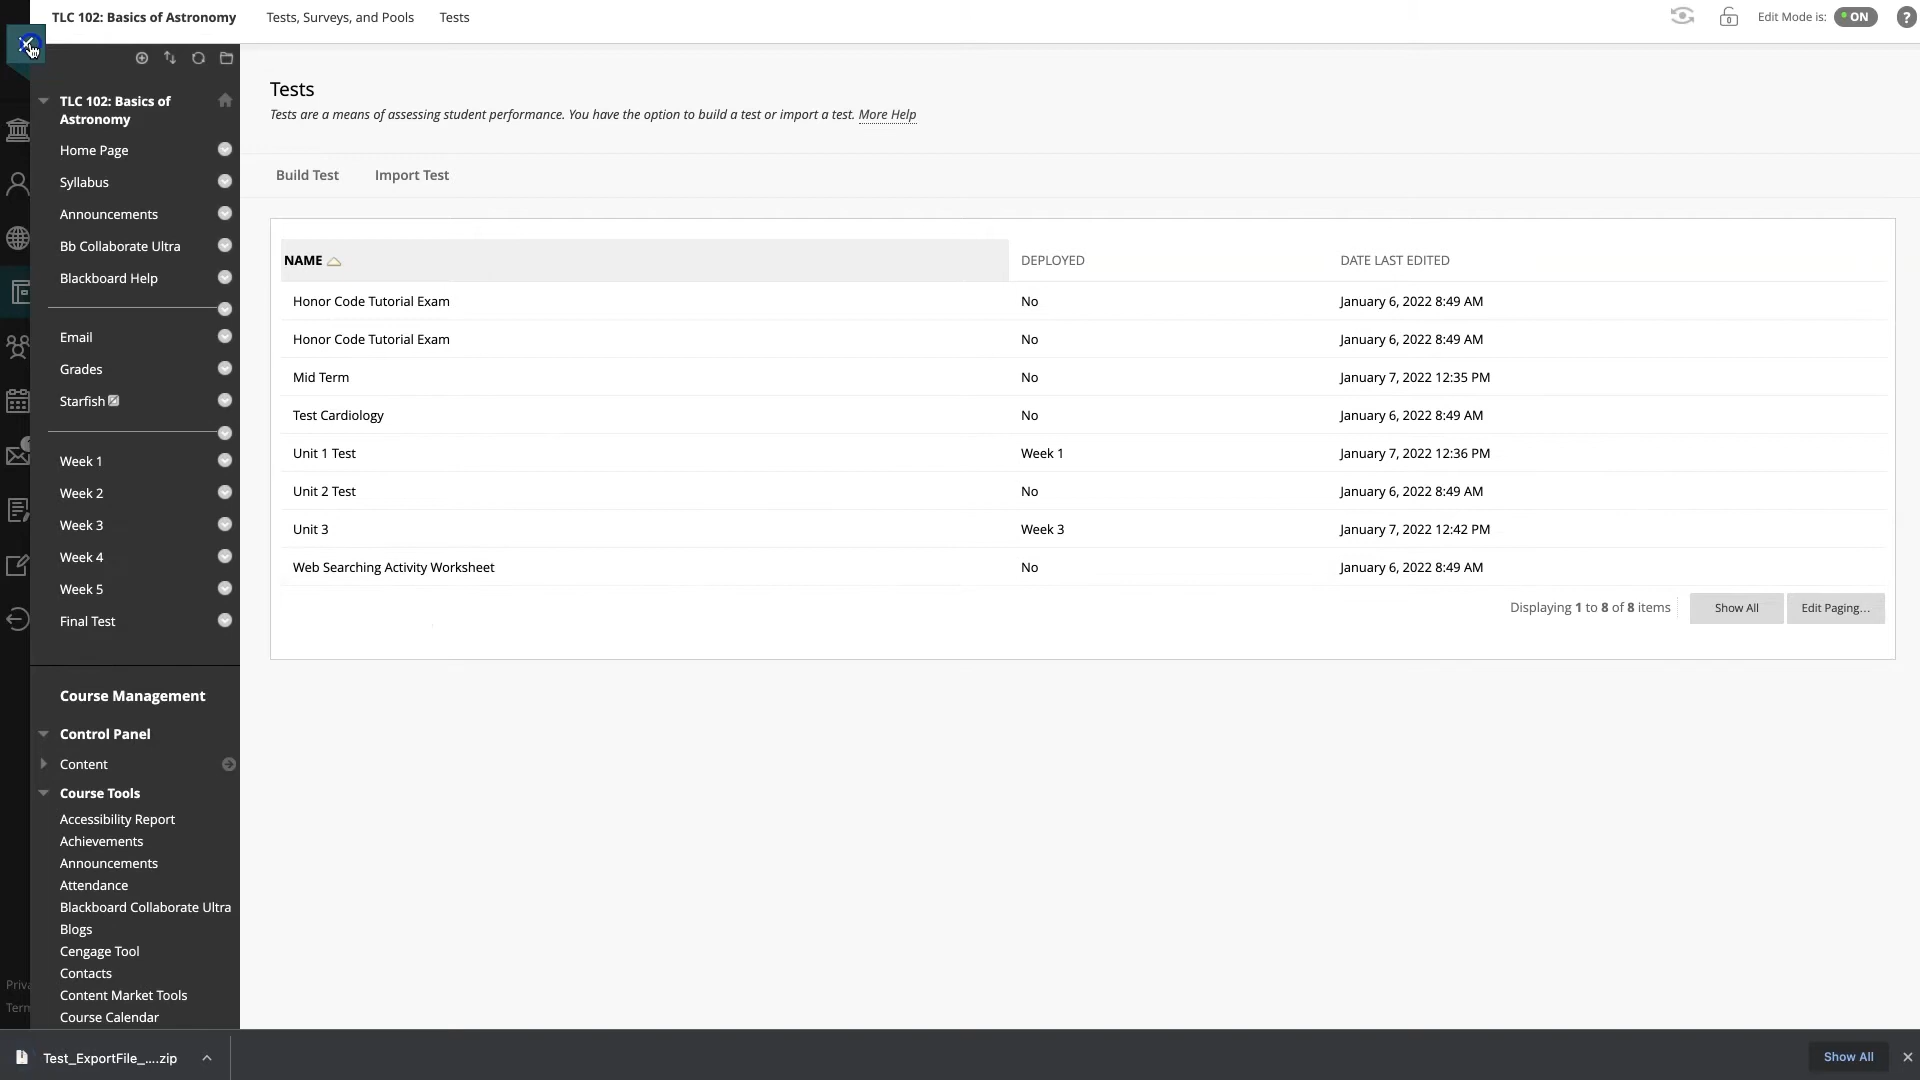 TLC 102: Basics of Astronomy Tests, Surveys, and Pools Tests Edit Mode is: ON ?
TLC 102: Basics of
Astronomy
Home Page
Syllabus
Announcements
Bb Collaborate Ultra
Blackboard Help
Email
Grades
Starfish
Week 1
Week 2
Week 3
Week 4
Week 5
Final Test
Course Management
Control Panel
Content
Course Tools
Accessibility Report
Achievements
Announcements
Attendance
Blackboard Collaborate Ultra
Blogs
Cengage Tool
Contacts
Content Market Tools
Course Calendar
Tests
Tests are a means of assessing student performance. You have the option to build a test or import a test. More Help
Build Test Import Test
NAME DEPLOYED DATE LAST EDITED
Honor Code Tutorial Exam No January 6, 2022 8:49 AM
Honor Code Tutorial Exam No January 6, 2022 8:49 AM
Mid Term No January 7, 2022 12:35 PM
Test Cardiology No January 6, 2022 8:49 AM
Unit 1 Test Week 1 January 7, 2022 12:36 PM
Unit 2 Test No January 6, 2022 8:49 AM
Unit 3 Week 3 January 7, 2022 12:42 PM
Web Searching Activity Worksheet No January 6, 2022 8:49 AM
Displaying 1 to 8 of 8 items Show All Edit Paging...
Test_ExportFile_....zip Show All